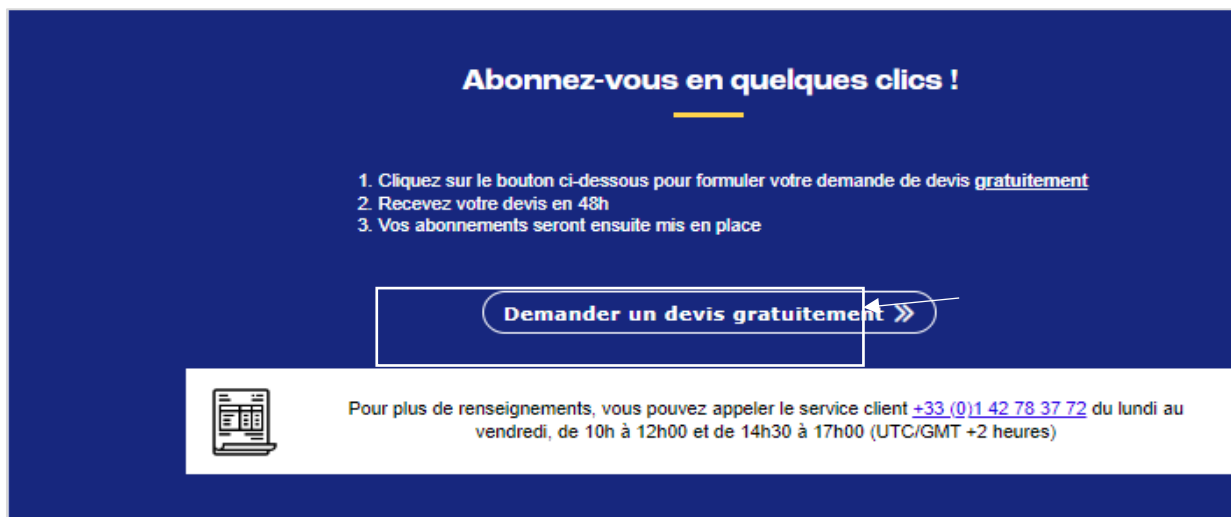 Abonnez-vous en quelques clics !
1. Cliquez sur le bouton ci-dessous pour formuler votre demande de devis gratuitement
2. Recevez votre devis en 48h
3. Vos abonnements seront ensuite mis en place
Demander un devis gratuitement »
Pour plus de renseignements, vous pouvez appeler le service client +33 (0)1 42 78 37 72 du lundi au
vendredi, de 10h à 12h00 et de 14h30 à 17h00 (UTC/GMT +2 heures)